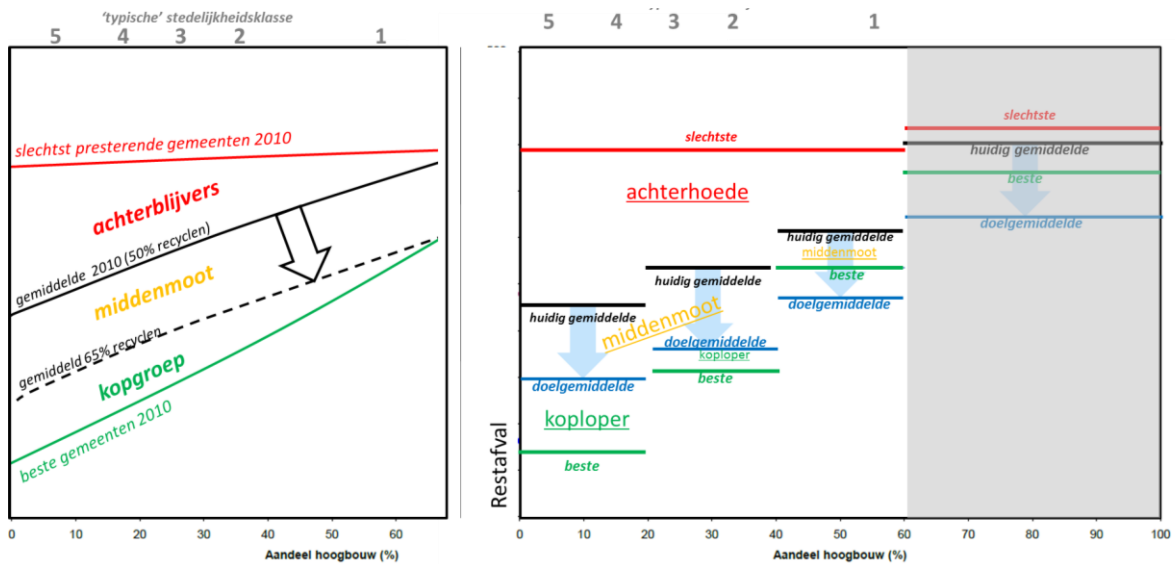 'typische' stedelijkheidsklasse
5 4 3 2 1
slechtst presterende gemeenten 2010
achterblijvers
gemiddelde 2010 (50% recyclen)
middenmoot
gemiddeld 65% recyclen
kopgroep
beste gemeenten 2010
0 10 20 30 40 50 60
Aandeel hoogbouw (%)
5 4 3 2 1
slechtste
huidig gemiddelde
beste
doelgemiddelde
slechtste
achterhoede
huidig gemiddelde
middenmoot
beste
doelgemiddelde
huidig gemiddelde
huidig gemiddelde
middenmoot
doelgemiddelde
koploper
beste
doelgemiddelde
koploper
beste
Restafval
0 10 20 30 40 50 60 70 80 90 100
Aandeel hoogbouw (%)